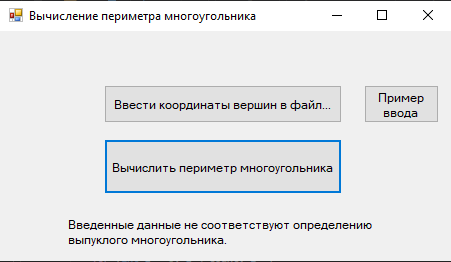 Вычисление периметра многоугольника
Ввести координаты вершин в файл...
Пример
ввода
Вычислить периметр многоугольника
Введенные данные не соответствуют определению
выпуклого многоугольника.